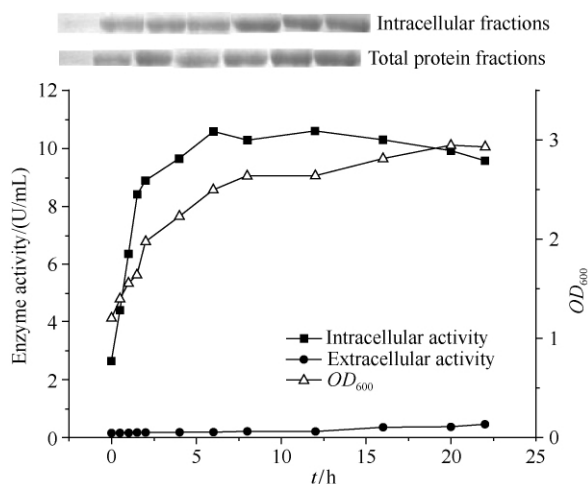 Intracellular fractions
Total protein fractions
12
10
8
6
4
2
0
Enzyme activity/(U/mL)
3
2
1
0
OD600
Intracellular activity
Extracellular activity
OD600
0 5 10 15 20 25
t/h